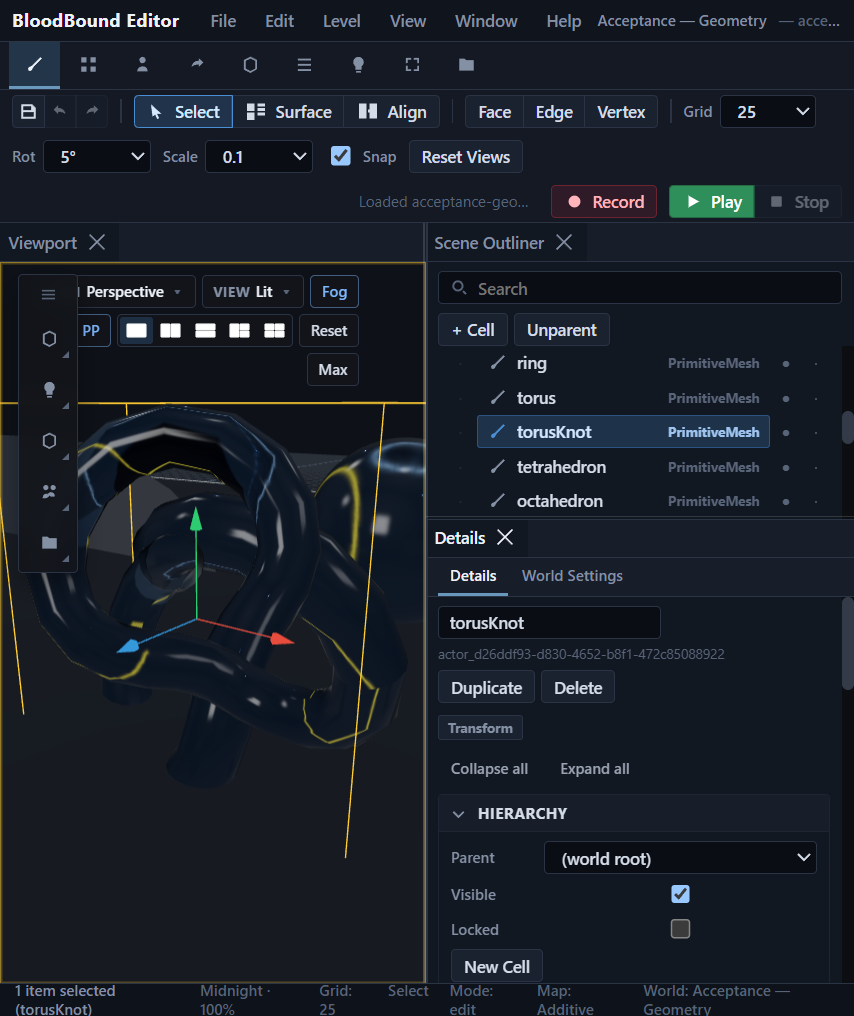 BloodBound Editor File Edit Level View Window Help Acceptance — Geometry — acce...
Select Surface Align Face Edge Vertex Grid 25
Rot 5° Scale 0.1 Snap Reset Views
Loaded acceptance-geo... Record Play Stop
Viewport
Perspective VIEW Lit Fog
PP Reset
Max
Scene Outliner
Search
+ Cell Unparent
ring PrimitiveMesh
torus PrimitiveMesh
torusKnot PrimitiveMesh
tetrahedron PrimitiveMesh
octahedron PrimitiveMesh
Details
Details World Settings
torusKnot
actor_d26ddf93-d830-4652-b8f1-472c85088922
Duplicate Delete
Transform
Collapse all Expand all
HIERARCHY
Parent (world root)
Visible
Locked
New Cell
1 item selected (torusKnot) Midnight · 100% Grid: 25 Select Mode: edit Map: Additive World: Acceptance — Geometry